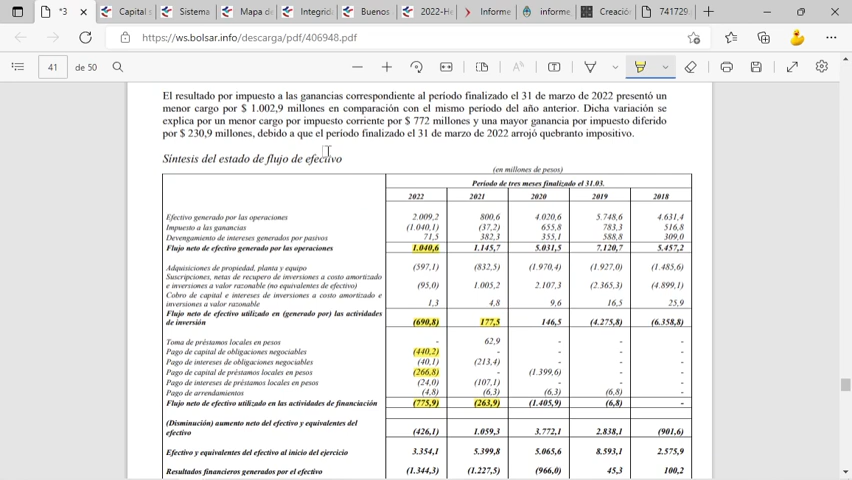 *3
Capital s
Sistema
Mapa de
Integrida
Buenos
2022-He
Informe
informe
Creació
741729
https://ws.bolsar.info/descarga/pdf/406948.pdf
41 de 50
El resultado por impuesto a las ganancias correspondiente al período finalizado el 31 de marzo de 2022 presentó un
menor cargo por $ 1.002,9 millones en comparación con el mismo período del año anterior. Dicha variación se
explica por un menor cargo por impuesto corriente por $ 772 millones y una mayor ganancia por impuesto diferido
por $ 230,9 millones, debido a que el período finalizado el 31 de marzo de 2022 arrojó quebranto impositivo.
Síntesis del estado de flujo de efectivo
(en millones de pesos)
Período de tres meses finalizado el 31.03.
2022 2021 2020 2019 2018
Efectivo generado por las operaciones 2.009,2 800,6 4.020,6 5.748,6 4.631,4
Impuesto a las ganancias (1.040,1) (37,2) 655,8 783,3 516,8
Devengamiento de intereses generados por pasivos 71,5 382,3 355,1 588,8 309,0
Flujo neto de efectivo generado por las operaciones 1.040,6 1.145,7 5.031,5 7.120,7 5.457,2
Adquisiciones de propiedad, planta y equipo (597,1) (832,5) (1.970,4) (1.927,0) (1.485,6)
Suscripciones, netas de recupero de inversiones a costo amortizado
e inversiones a valor razonable (no equivalentes de efectivo) (95,0) 1.005,2 2.107,3 (2.365,3) (4.899,1)
Cobro de capital e intereses de inversiones a costo amortizado e
inversiones a valor razonable 1,3 4,8 9,6 16,5 25,9
Flujo neto de efectivo utilizado en (generado por) las actividades
de inversión (690,8) 177,5 146,5 (4.275,8) (6.358,8)
Toma de préstamos locales en pesos - 62,9 - - -
Pago de capital de obligaciones negociables (440,2) - - - -
Pago de intereses de obligaciones negociables (40,1) (213,4) - - -
Pago de capital de préstamos locales en pesos (266,8) - (1.399,6) - -
Pago de intereses de préstamos locales en pesos (24,0) (107,1) - - -
Pago de arrendamientos (4,8) (6,3) (6,3) (6,8) -
Flujo neto de efectivo utilizado en las actividades de financiación (775,9) (263,9) (1.405,9) (6,8) -
(Disminución) aumento neto del efectivo y equivalentes del
efectivo (426,1) 1.059,3 3.772,1 2.838,1 (901,6)
Efectivo y equivalentes del efectivo al inicio del ejercicio 3.354,1 5.399,8 5.065,6 8.593,1 2.575,9
Resultados financieros generados por el efectivo (1.344,3) (1.227,5) (966,0) 45,3 100,2